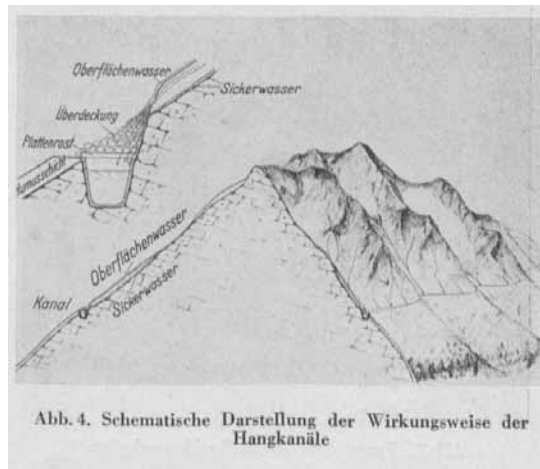 Oberflächenwasser
Sickerwasser
Überdeckung
Plattenrost
Humusschicht
Oberflächenwasser
Sickerwasser
Kanal
Abb. 4. Schematische Darstellung der Wirkungsweise der
Hangkanäle